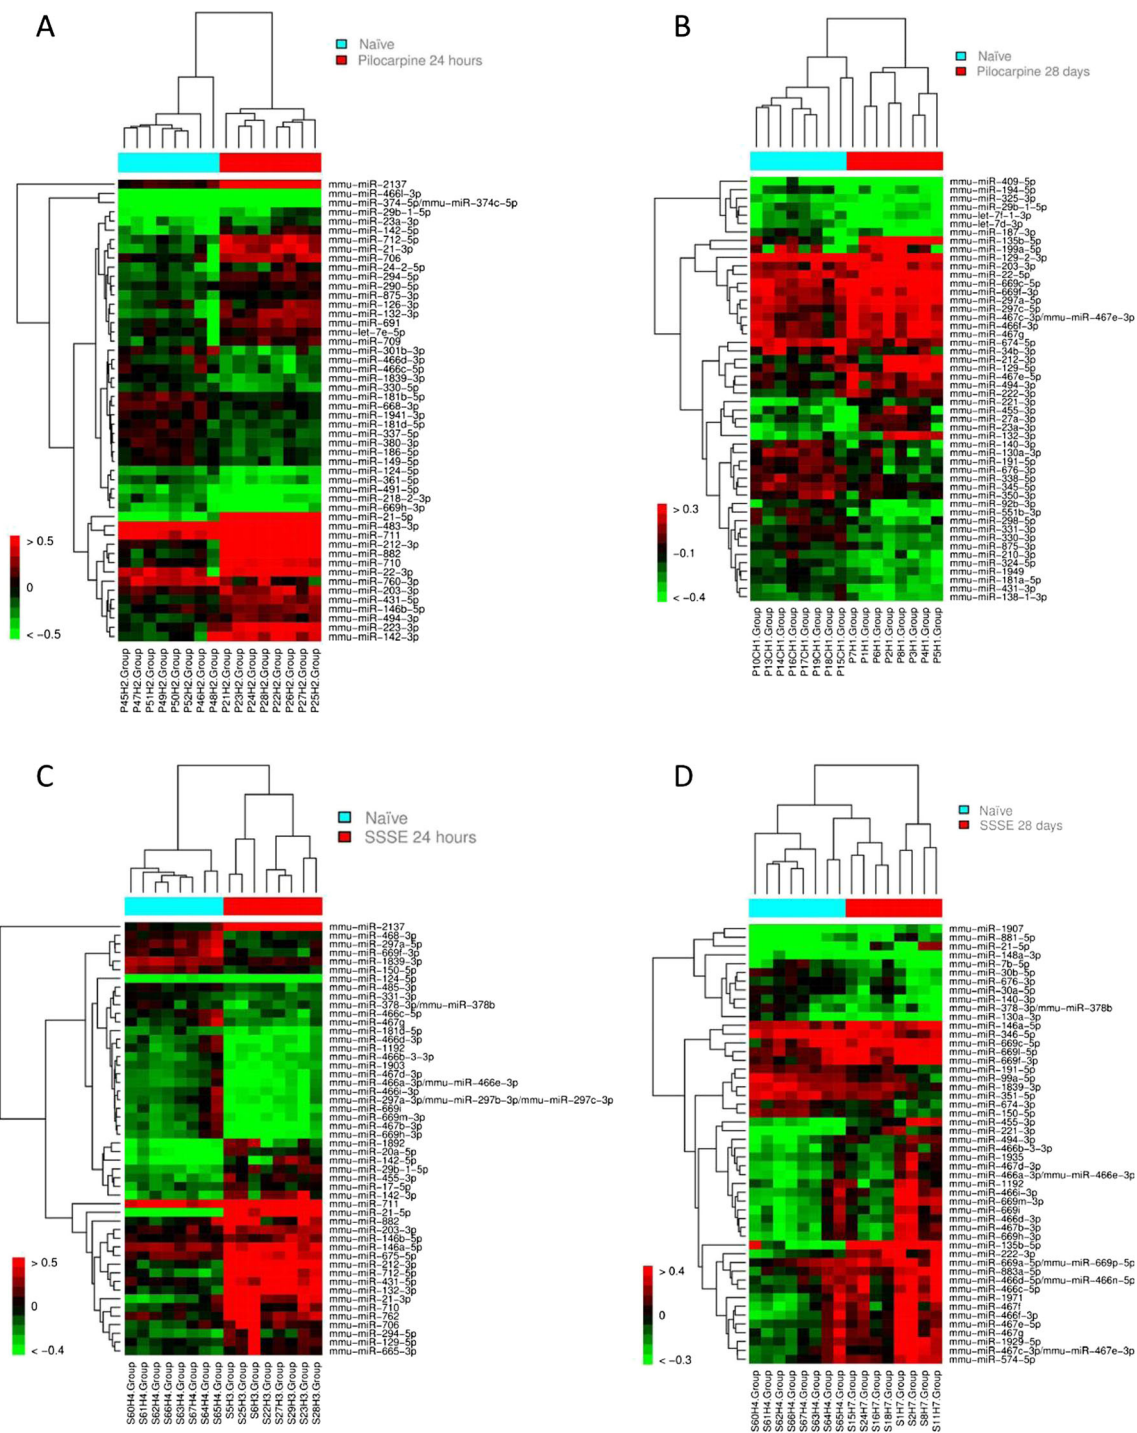 A
Naïve
Pilocarpine 24 hours
mmu-miR-2137
mmu-miR-466l-3p
mmu-miR-374-5p/mmu-miR-374c-5p
mmu-miR-29b-1-5p
mmu-miR-23a-3p
mmu-miR-142-5p
mmu-miR-712-5p
mmu-miR-21-3p
mmu-miR-706
mmu-miR-24-2-5p
mmu-miR-294-5p
mmu-miR-290-5p
mmu-miR-875-3p
mmu-miR-126-3p
mmu-miR-132-3p
mmu-miR-691
mmu-let-7e-5p
mmu-miR-709
mmu-miR-301b-3p
mmu-miR-466d-3p
mmu-miR-466c-5p
mmu-miR-1839-3p
mmu-miR-330-5p
mmu-miR-181b-5p
mmu-miR-668-3p
mmu-miR-1941-3p
mmu-miR-181d-5p
mmu-miR-337-5p
mmu-miR-380-3p
mmu-miR-186-5p
mmu-miR-149-5p
mmu-miR-124-5p
mmu-miR-361-5p
mmu-miR-491-5p
mmu-miR-218-2-3p
mmu-miR-669h-3p
mmu-miR-21-5p
mmu-miR-483-3p
mmu-miR-711
mmu-miR-212-3p
mmu-miR-882
mmu-miR-710
mmu-miR-22-3p
mmu-miR-760-3p
mmu-miR-203-3p
mmu-miR-431-5p
mmu-miR-146b-5p
mmu-miR-494-3p
mmu-miR-223-3p
mmu-miR-142-3p
> 0.5
0
< -0.5
P45H2.Group
P47H2.Group
P51H2.Group
P49H2.Group
P50H2.Group
P52H2.Group
P46H2.Group
P48H2.Group
P21H2.Group
P23H2.Group
P24H2.Group
P28H2.Group
P22H2.Group
P26H2.Group
P27H2.Group
P25H2.Group
B
Naïve
Pilocarpine 28 days
mmu-miR-409-5p
mmu-miR-194-5p
mmu-miR-325-3p
mmu-miR-29b-1-5p
mmu-let-7f-1-3p
mmu-let-7d-3p
mmu-miR-187-3p
mmu-miR-135b-5p
mmu-miR-199a-5p
mmu-miR-129-2-3p
mmu-miR-203-3p
mmu-miR-22-5p
mmu-miR-669c-5p
mmu-miR-669f-3p
mmu-miR-297a-5p
mmu-miR-297c-5p
mmu-miR-467c-3p/mmu-miR-467e-3p
mmu-miR-466f-3p
mmu-miR-467g
mmu-miR-674-5p
mmu-miR-34b-3p
mmu-miR-212-3p
mmu-miR-129-5p
mmu-miR-467e-5p
mmu-miR-494-3p
mmu-miR-222-3p
mmu-miR-221-3p
mmu-miR-455-3p
mmu-miR-27a-3p
mmu-miR-23a-3p
mmu-miR-132-3p
mmu-miR-140-3p
mmu-miR-130a-3p
mmu-miR-191-5p
mmu-miR-676-3p
mmu-miR-338-5p
mmu-miR-345-5p
mmu-miR-350-3p
mmu-miR-92b-3p
mmu-miR-551b-3p
mmu-miR-298-5p
mmu-miR-331-3p
mmu-miR-330-3p
mmu-miR-875-3p
mmu-miR-210-3p
mmu-miR-324-5p
mmu-miR-1949
mmu-miR-181a-5p
mmu-miR-431-3p
mmu-miR-138-1-3p
> 0.3
-0.1
< -0.4
P10CH1.Group
P13CH1.Group
P14CH1.Group
P16CH1.Group
P17CH1.Group
P19CH1.Group
P18CH1.Group
P15CH1.Group
P7H1.Group
P1H1.Group
P6H1.Group
P2H1.Group
P8H1.Group
P3H1.Group
P4H1.Group
P5H1.Group
C
Naïve
SSSE 24 hours
mmu-miR-2137
mmu-miR-468-3p
mmu-miR-297a-5p
mmu-miR-669f-3p
mmu-miR-1839-3p
mmu-miR-150-5p
mmu-miR-124-5p
mmu-miR-485-3p
mmu-miR-331-3p
mmu-miR-378-3p/mmu-miR-378b
mmu-miR-466c-5p
mmu-miR-467g
mmu-miR-181d-5p
mmu-miR-466d-3p
mmu-miR-1192
mmu-miR-466b-3-3p
mmu-miR-1903
mmu-miR-467d-3p
mmu-miR-466a-3p/mmu-miR-466e-3p
mmu-miR-466i-3p
mmu-miR-297a-3p/mmu-miR-297b-3p/mmu-miR-297c-3p
mmu-miR-669i
mmu-miR-669m-3p
mmu-miR-467b-3p
mmu-miR-669h-3p
mmu-miR-1892
mmu-miR-20a-5p
mmu-miR-142-5p
mmu-miR-29b-1-5p
mmu-miR-455-3p
mmu-miR-17-5p
mmu-miR-142-3p
mmu-miR-711
mmu-miR-21-5p
mmu-miR-882
mmu-miR-203-3p
mmu-miR-146b-5p
mmu-miR-146a-5p
mmu-miR-675-5p
mmu-miR-212-3p
mmu-miR-712-5p
mmu-miR-431-5p
mmu-miR-132-3p
mmu-miR-21-3p
mmu-miR-710
mmu-miR-762
mmu-miR-706
mmu-miR-294-5p
mmu-miR-129-5p
mmu-miR-665-3p
> 0.5
0
< -0.4
S60H4.Group
S61H4.Group
S62H4.Group
S66H4.Group
S63H4.Group
S67H4.Group
S64H4.Group
S65H4.Group
S5H3.Group
S25H3.Group
S6H3.Group
S22H3.Group
S27H3.Group
S29H3.Group
S23H3.Group
S28H3.Group
D
Naïve
SSSE 28 days
mmu-miR-1907
mmu-miR-881-5p
mmu-miR-21-5p
mmu-miR-148a-3p
mmu-miR-7b-5p
mmu-miR-30b-5p
mmu-miR-676-3p
mmu-miR-30a-5p
mmu-miR-140-3p
mmu-miR-378-3p/mmu-miR-378b
mmu-miR-130a-3p
mmu-miR-146a-5p
mmu-miR-346-5p
mmu-miR-669c-5p
mmu-miR-669l-5p
mmu-miR-669f-3p
mmu-miR-191-5p
mmu-miR-99a-5p
mmu-miR-1839-3p
mmu-miR-351-5p
mmu-miR-674-3p
mmu-miR-150-5p
mmu-miR-455-3p
mmu-miR-221-3p
mmu-miR-494-3p
mmu-miR-466b-3-3p
mmu-miR-1935
mmu-miR-467d-3p
mmu-miR-466a-3p/mmu-miR-466e-3p
mmu-miR-1192
mmu-miR-466i-3p
mmu-miR-669m-3p
mmu-miR-669i
mmu-miR-466d-3p
mmu-miR-467b-3p
mmu-miR-669h-3p
mmu-miR-135b-5p
mmu-miR-222-3p
mmu-miR-669a-5p/mmu-miR-669p-5p
mmu-miR-883a-5p
mmu-miR-466d-5p/mmu-miR-466n-5p
mmu-miR-466c-5p
mmu-miR-1971
mmu-miR-467f
mmu-miR-466f-3p
mmu-miR-467e-5p
mmu-miR-467g
mmu-miR-1929-5p
mmu-miR-467c-3p/mmu-miR-467e-3p
mmu-miR-574-5p
> 0.4
0
< -0.3
S60H4.Group
S61H4.Group
S62H4.Group
S66H4.Group
S67H4.Group
S63H4.Group
S64H4.Group
S65H4.Group
S15H7.Group
S24H7.Group
S16H7.Group
S18H7.Group
S1H7.Group
S2H7.Group
S8H7.Group
S11H7.Group